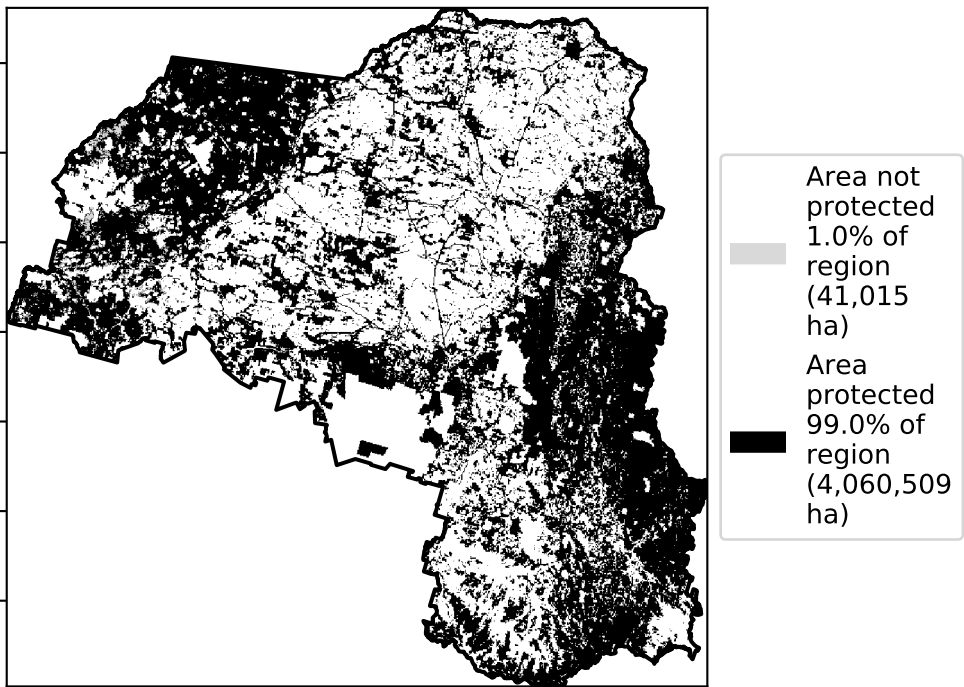 Area not
protected
1.0% of
region
(41,015
ha)
Area
protected
99.0% of
region
(4,060,509
ha)